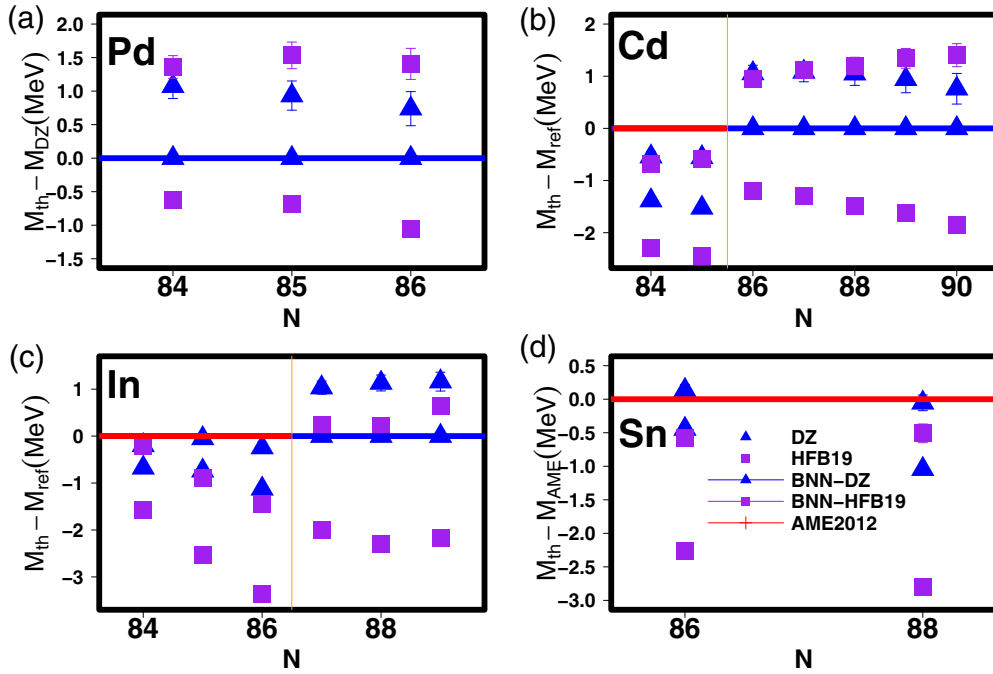 (a)
Pd
2.0
1.5
1.0
0.5
0.0
−0.5
−1.0
−1.5
M_th − M_DZ(MeV)
84
85
86
N
(b)
Cd
2
1
0
−1
−2
M_th − M_ref(MeV)
84
86
88
90
N
(c)
In
1
0
−1
−2
−3
M_th − M_ref(MeV)
84
86
88
N
(d)
Sn
0.5
0.0
−0.5
−1.0
−1.5
−2.0
−2.5
−3.0
M_th − M_AME(MeV)
DZ
HFB19
BNN−DZ
BNN−HFB19
AME2012
86
88
N